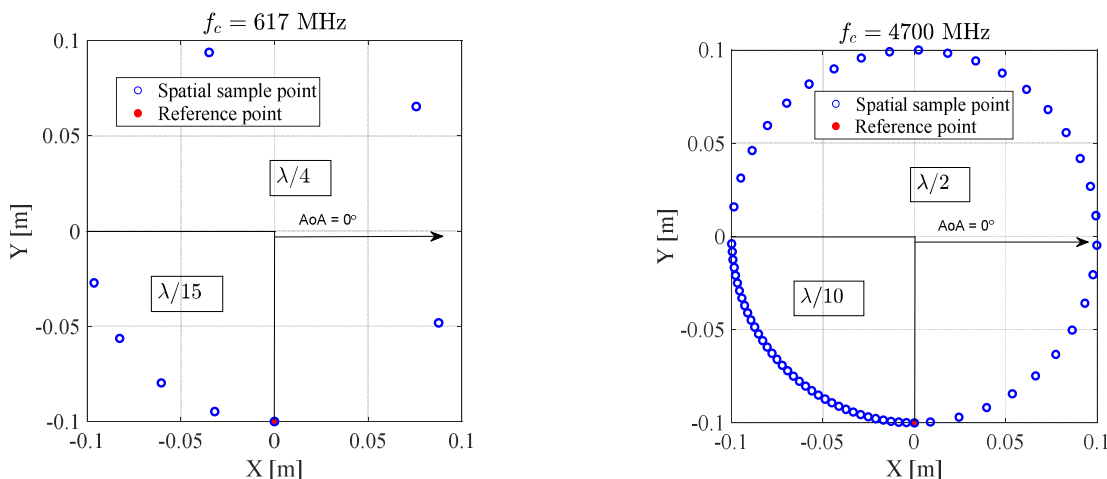 f_c = 617 MHz
0.1
Spatial sample point
Reference point
0.05
λ/4
AoA = 0°
0
Y [m]
λ/15
-0.05
-0.1
-0.1
-0.05
0
0.05
0.1
X [m]
f_c = 4700 MHz
0.1
Spatial sample point
Reference point
0.05
λ/2
AoA = 0°
0
Y [m]
λ/10
-0.05
-0.1
-0.1
-0.05
0
0.05
0.1
X [m]